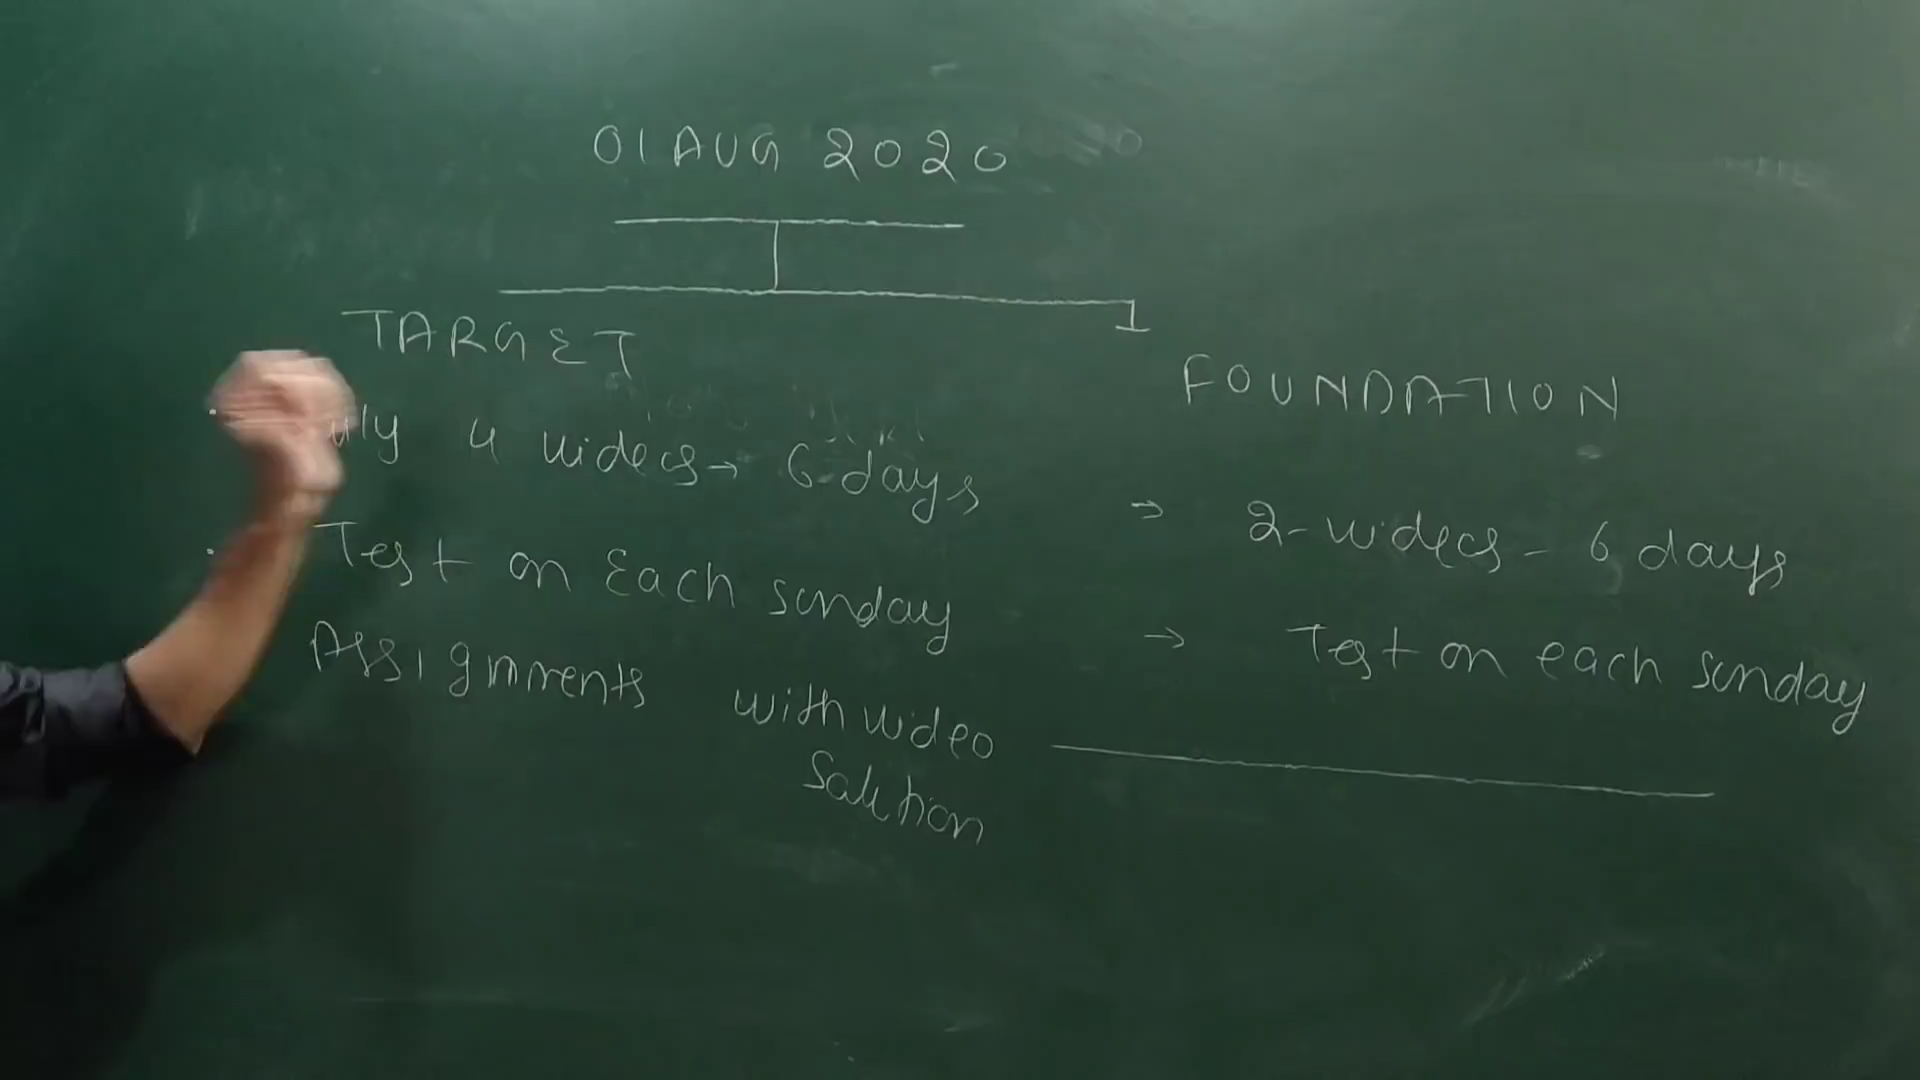 01 AUG 2020
TARGET
4 videos → 6 days
Test on Each sunday
Assignments with video
Solution
FOUNDATION
→ 2-videos - 6 days
→ Test on each sunday